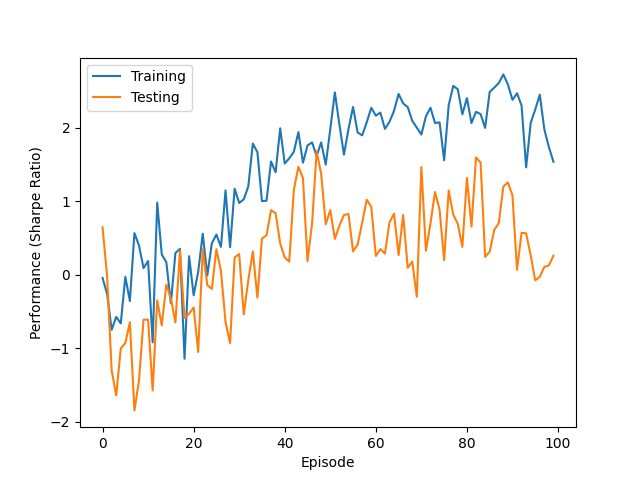 Training
Testing
Performance (Sharpe Ratio)
2
1
0
−1
−2
0 20 40 60 80 100
Episode